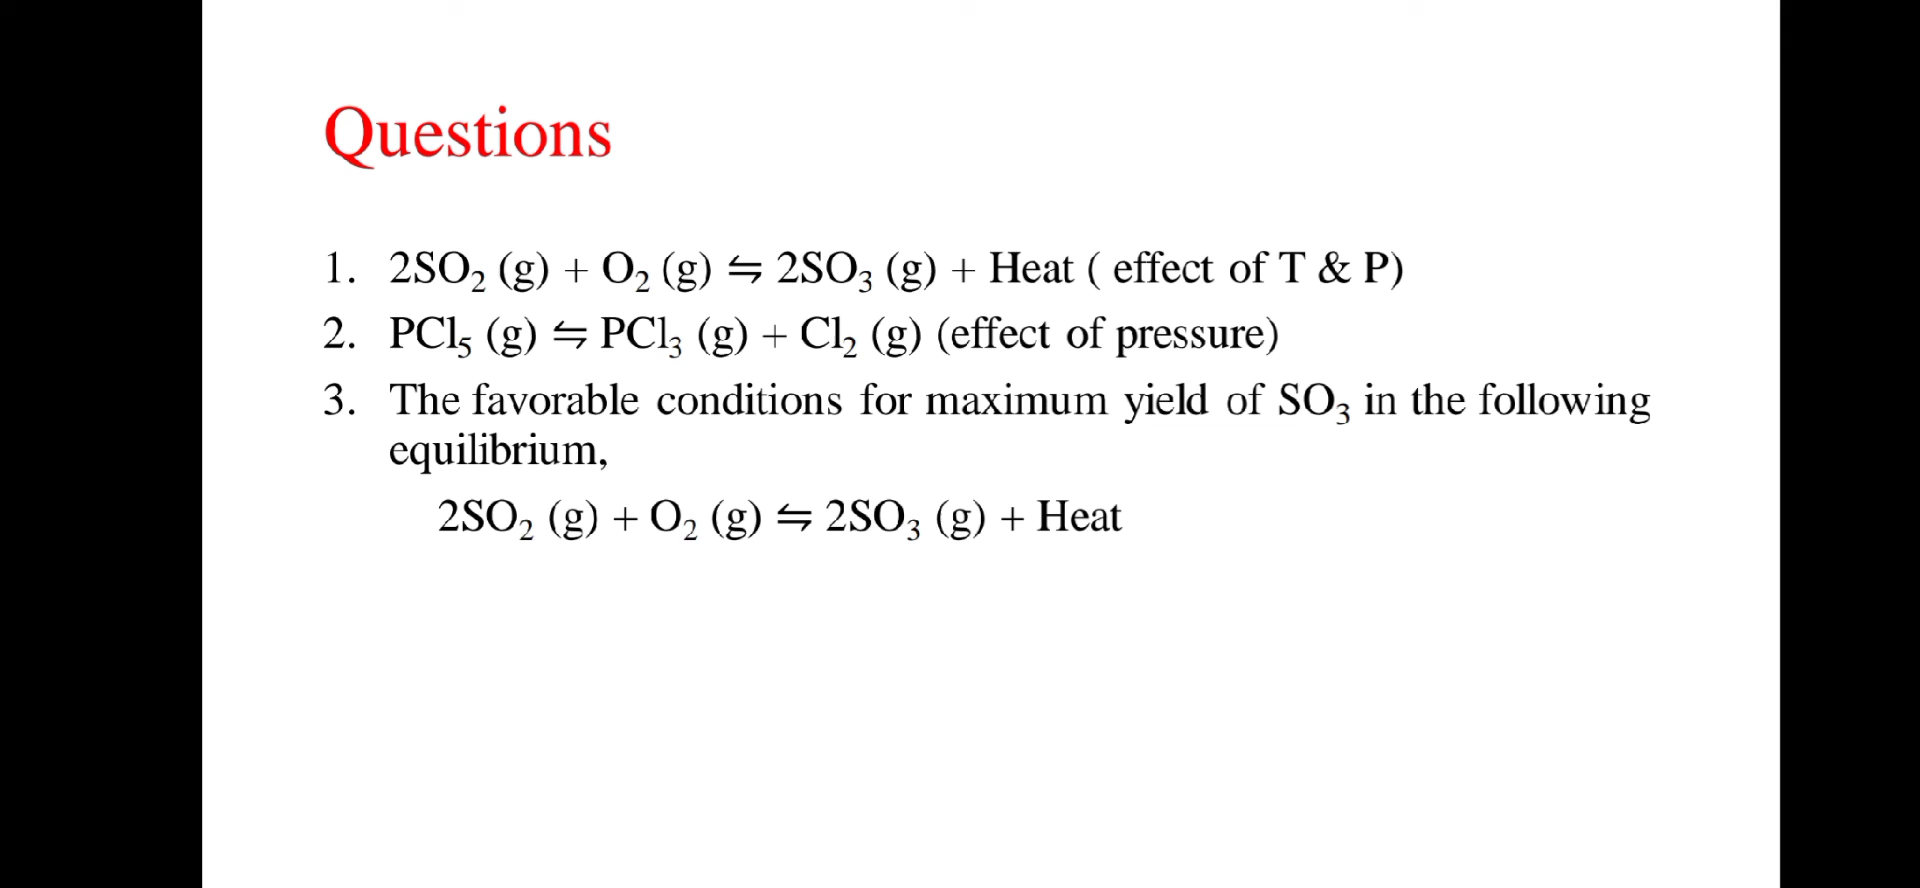 Questions
1. 2SO₂ (g) + O₂ (g) ⇋ 2SO₃ (g) + Heat ( effect of T & P)
2. PCl₅ (g) ⇋ PCl₃ (g) + Cl₂ (g) (effect of pressure)
3. The favorable conditions for maximum yield of SO₃ in the following
equilibrium,
2SO₂ (g) + O₂ (g) ⇋ 2SO₃ (g) + Heat